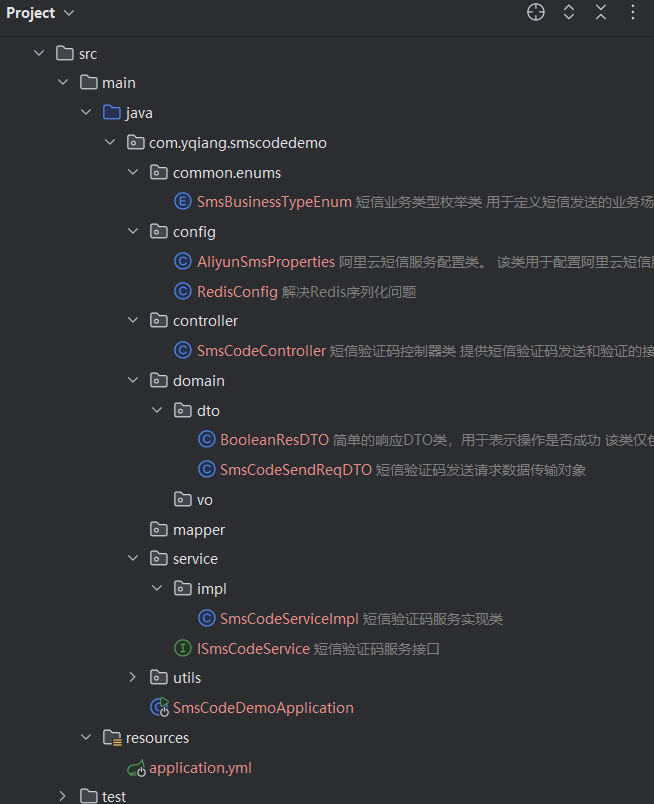 Project
src
main
java
com.yqiang.smscodedemo
common.enums
SmsBusinessTypeEnum 短信业务类型枚举类 用于定义短信发送的业务场
config
AliyunSmsProperties 阿里云短信服务配置类。 该类用于配置阿里云短信服
RedisConfig 解决Redis序列化问题
controller
SmsCodeController 短信验证码控制器类 提供短信验证码发送和验证的接
domain
dto
BooleanResDTO 简单的响应DTO类，用于表示操作是否成功 该类仅包
SmsCodeSendReqDTO 短信验证码发送请求数据传输对象
vo
mapper
service
impl
SmsCodeServiceImpl 短信验证码服务实现类
ISmsCodeService 短信验证码服务接口
utils
SmsCodeDemoApplication
resources
application.yml
test